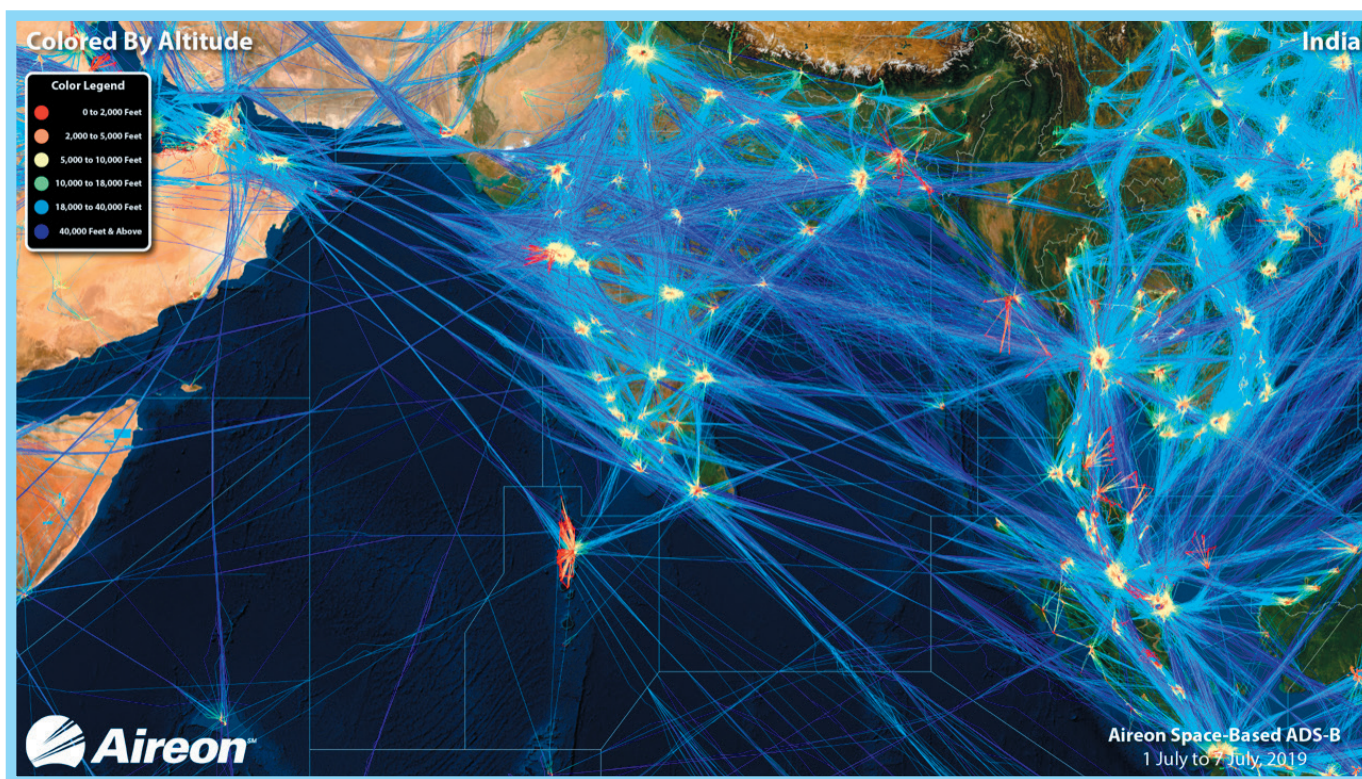 Colored By Altitude
India
Color Legend
0 to 2,000 Feet
2,000 to 5,000 Feet
5,000 to 10,000 Feet
10,000 to 18,000 Feet
18,000 to 40,000 Feet
40,000 Feet & Above
Aireon SM
Aireon Space-Based ADS-B
1 July to 7 July, 2019